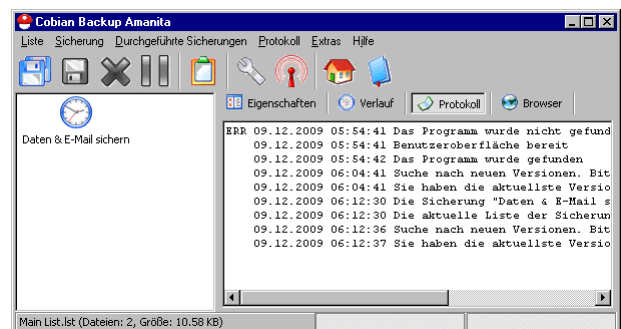 Cobian Backup Amanita
Liste Sicherung Durchgeführte Sicherungen Protokoll Extras Hilfe
Eigenschaften Verlauf Protokoll Browser
Daten & E-Mail sichern
ERR 09.12.2009 05:54:41 Das Programm wurde nicht gefund
09.12.2009 05:54:41 Benutzeroberfläche bereit
09.12.2009 05:54:42 Das Programm wurde gefunden
09.12.2009 06:04:41 Suche nach neuen Versionen. Bit
09.12.2009 06:04:41 Sie haben die aktuellste Versio
09.12.2009 06:12:30 Die Sicherung "Daten & E-Mail s
09.12.2009 06:12:30 Die aktuelle Liste der Sicherun
09.12.2009 06:12:36 Suche nach neuen Versionen. Bit
09.12.2009 06:12:37 Sie haben die aktuellste Versio
Main List.lst (Dateien: 2, Größe: 10.58 KB)